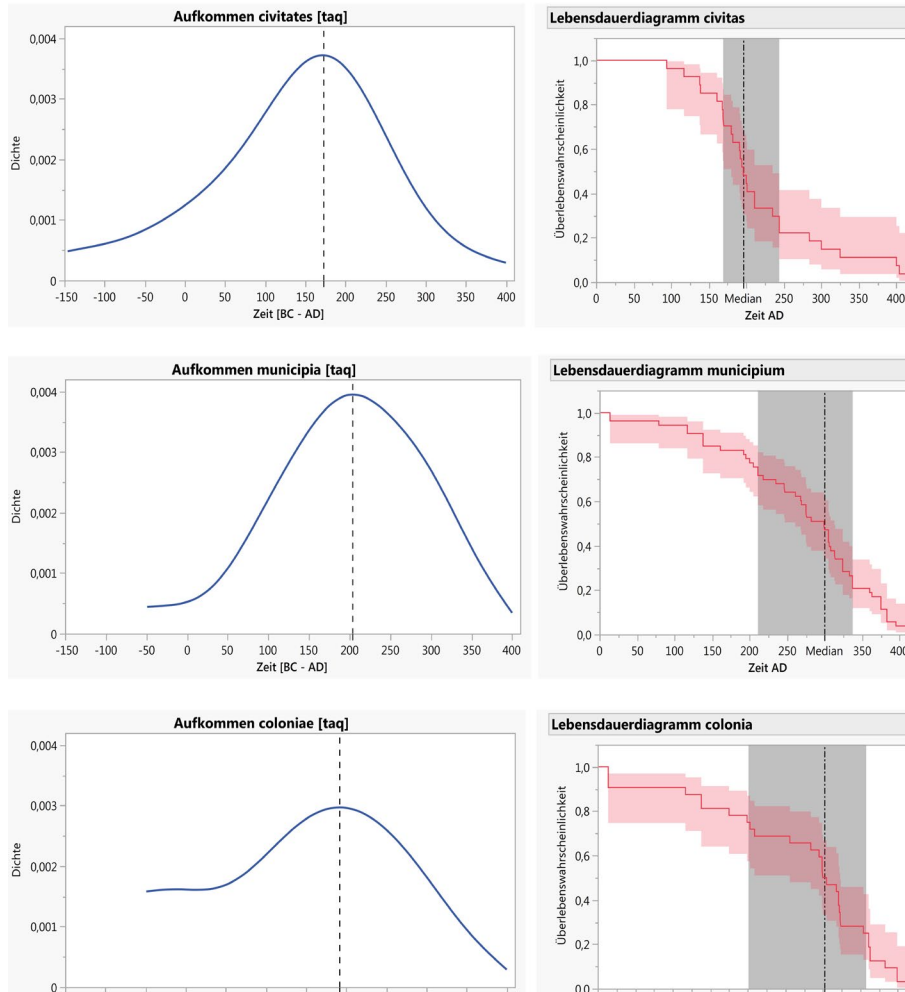 Aufkommen civitates [taq]
0,004
0,003
0,002
0,001
0
Dichte
-150 -100 -50 0 50 100 150 200 250 300 350 400
Zeit [BC - AD]
Lebensdauerdiagramm civitas
1,0
0,8
0,6
0,4
0,2
0,0
Überlebenswahrscheinlichkeit
0 50 100 150 Median 250 300 350 400
Zeit AD
Aufkommen municipia [taq]
0,004
0,003
0,002
0,001
0
Dichte
-150 -100 -50 0 50 100 150 200 250 300 350 400
Zeit [BC - AD]
Lebensdauerdiagramm municipium
1,0
0,8
0,6
0,4
0,2
0,0
Überlebenswahrscheinlichkeit
0 50 100 150 200 250 Median 350 400
Zeit AD
Aufkommen coloniae [taq]
0,004
0,003
0,002
0,001
0
Dichte
Lebensdauerdiagramm colonia
1,0
0,8
0,6
0,4
0,2
0,0
Überlebenswahrscheinlichkeit